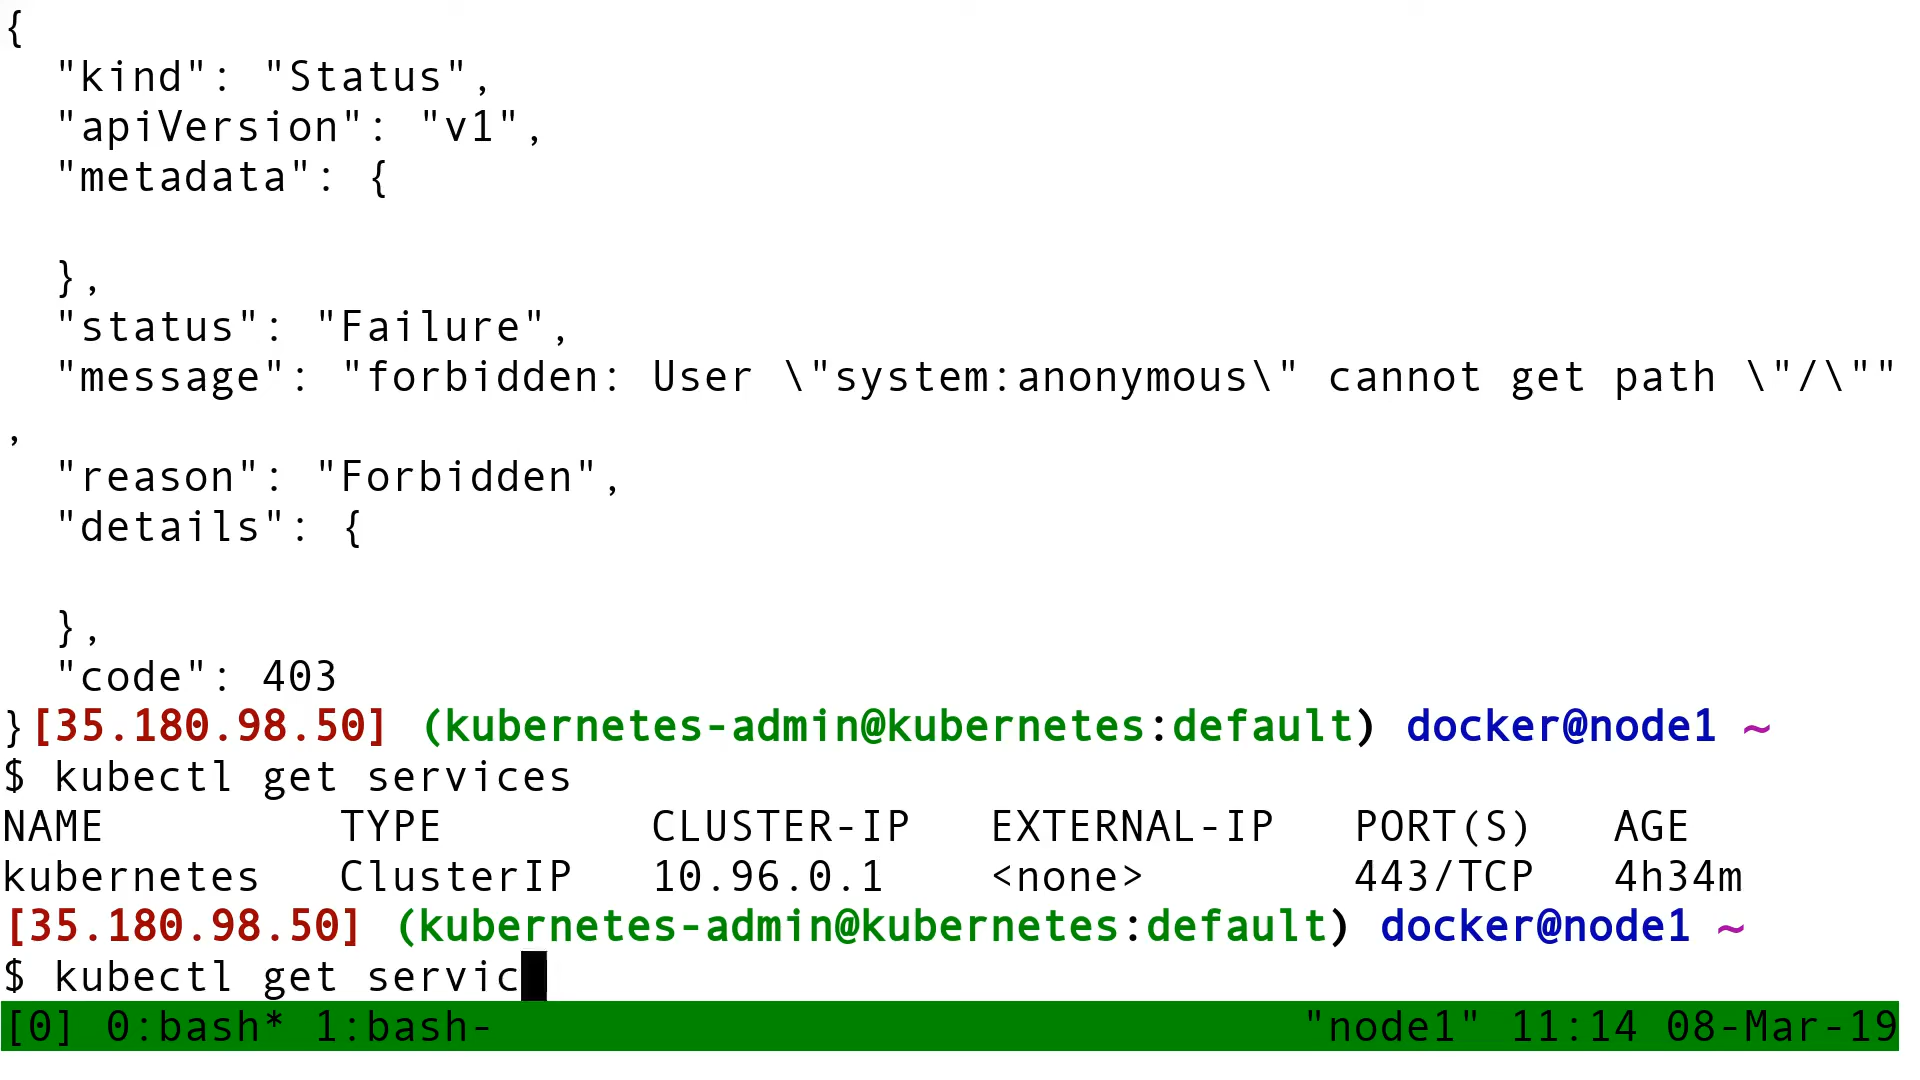 {
  "kind": "Status",
  "apiVersion": "v1",
  "metadata": {

  },
  "status": "Failure",
  "message": "forbidden: User \"system:anonymous\" cannot get path \"/\""
,
  "reason": "Forbidden",
  "details": {

  },
  "code": 403
}[35.180.98.50] (kubernetes-admin@kubernetes:default) docker@node1 ~
$ kubectl get services
NAME         TYPE        CLUSTER-IP   EXTERNAL-IP   PORT(S)   AGE
kubernetes   ClusterIP   10.96.0.1    <none>        443/TCP   4h34m
[35.180.98.50] (kubernetes-admin@kubernetes:default) docker@node1 ~
$ kubectl get servic
[0] 0:bash* 1:bash-                               "node1" 11:14 08-Mar-19